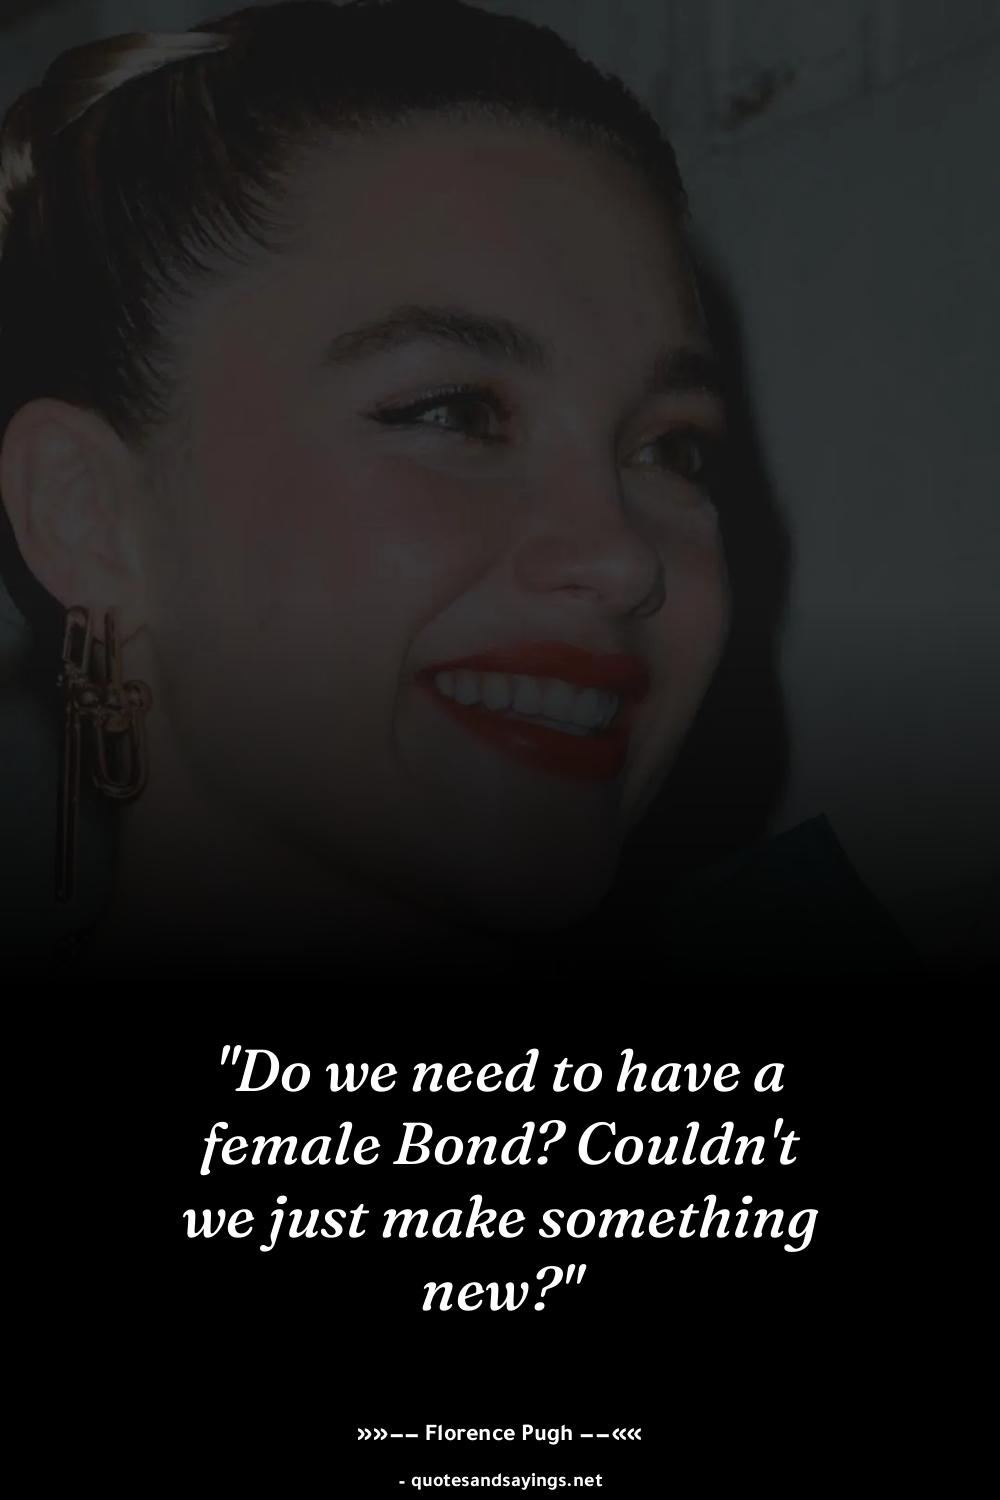 "Do we need to have a
female Bond? Couldn't
we just make something
new?"
»»–– Florence Pugh ––««
- quotesandsayings.net